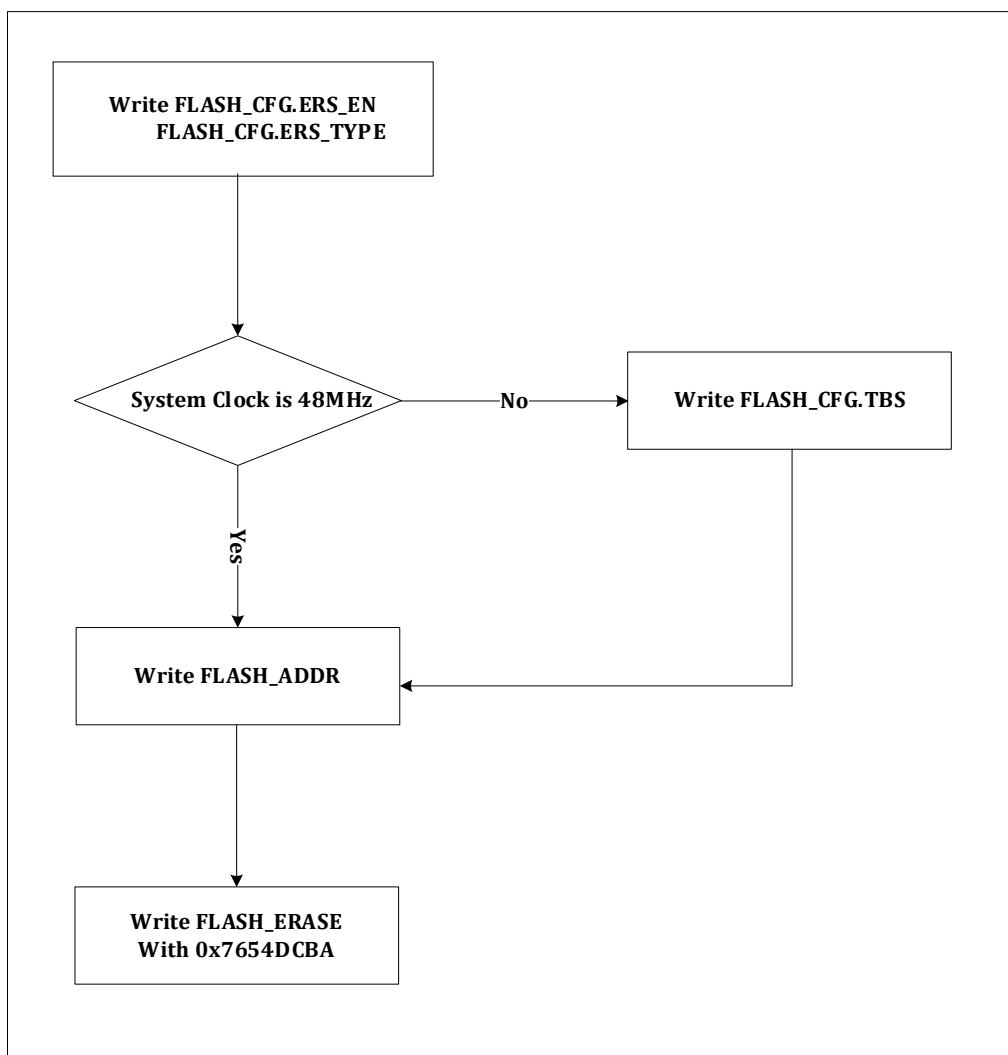 Write FLASH_CFG.ERS_EN
FLASH_CFG.ERS_TYPE
System Clock is 48MHz
No
Write FLASH_CFG.TBS
Yes
Write FLASH_ADDR
Write FLASH_ERASE
With 0x7654DCBA